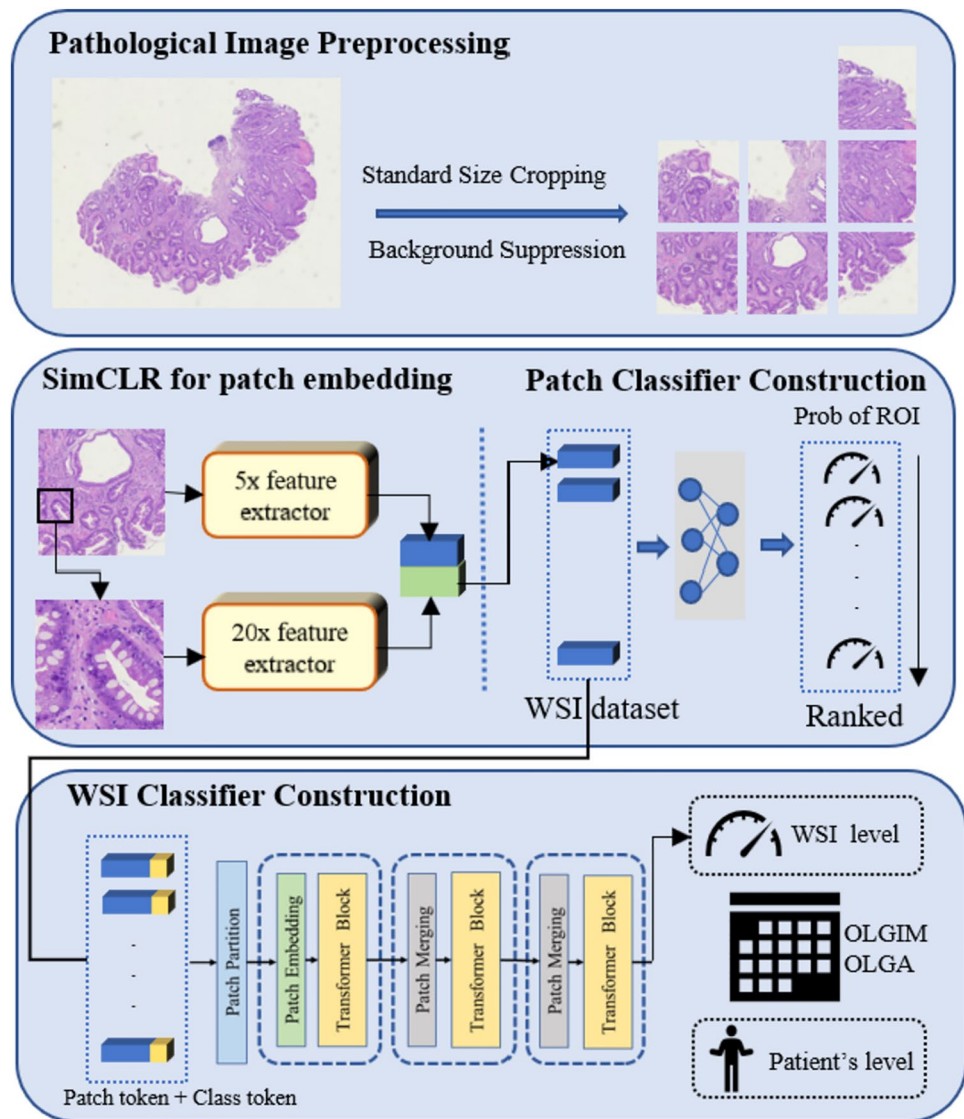 Pathological Image Preprocessing
Standard Size Cropping
Background Suppression
SimCLR for patch embedding
5x feature
extractor
20x feature
extractor
Patch Classifier Construction
Prob of ROI
WSI dataset
Ranked
WSI Classifier Construction
Patch token + Class token
Patch Partition
Patch Embedding
Transformer Block
Patch Merging
Transformer Block
Patch Merging
Transformer Block
WSI level
OLGIM
OLGA
Patient's level